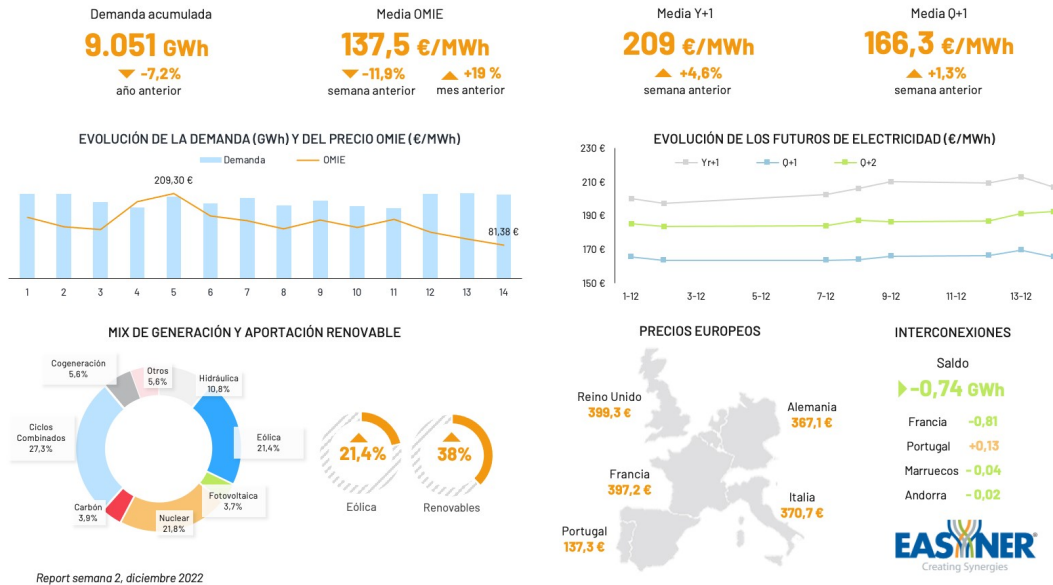 Demanda acumulada
9.051 GWh
-7,2%
año anterior
Media OMIE
137,5 €/MWh
-11,9%
semana anterior
+19 %
mes anterior
Media Y+1
209 €/MWh
+4,6%
semana anterior
Media Q+1
166,3 €/MWh
+1,3%
semana anterior
EVOLUCIÓN DE LA DEMANDA (GWh) Y DEL PRECIO OMIE (€/MWh)
Demanda
OMIE
209,30 €
81,38 €
1 2 3 4 5 6 7 8 9 10 11 12 13 14
EVOLUCIÓN DE LOS FUTUROS DE ELECTRICIDAD (€/MWh)
Yr+1
Q+1
Q+2
230 €
210 €
190 €
170 €
150 €
1-12 3-12 5-12 7-12 9-12 11-12 13-12
MIX DE GENERACIÓN Y APORTACIÓN RENOVABLE
Cogeneración
5,6%
Otros
5,6%
Hidráulica
10,8%
Ciclos
Combinados
27,3%
Eólica
21,4%
Fotovoltaica
3,7%
Carbón
3,9%
Nuclear
21,8%
21,4%
Eólica
38%
Renovables
PRECIOS EUROPEOS
Reino Unido
399,3 €
Alemania
367,1 €
Francia
397,2 €
Italia
370,7 €
Portugal
137,3 €
INTERCONEXIONES
Saldo
-0,74 GWh
Francia -0,81
Portugal +0,13
Marruecos - 0,04
Andorra - 0,02
EASYNER
Creating Synergies
Report semana 2, diciembre 2022